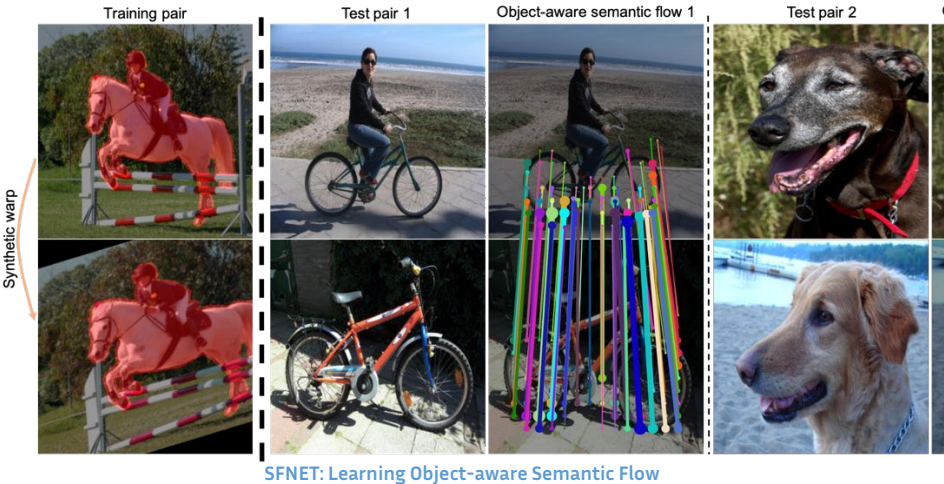 Training pair
Test pair 1
Object-aware semantic flow 1
Test pair 2
Synthetic warp
SFNET: Learning Object-aware Semantic Flow